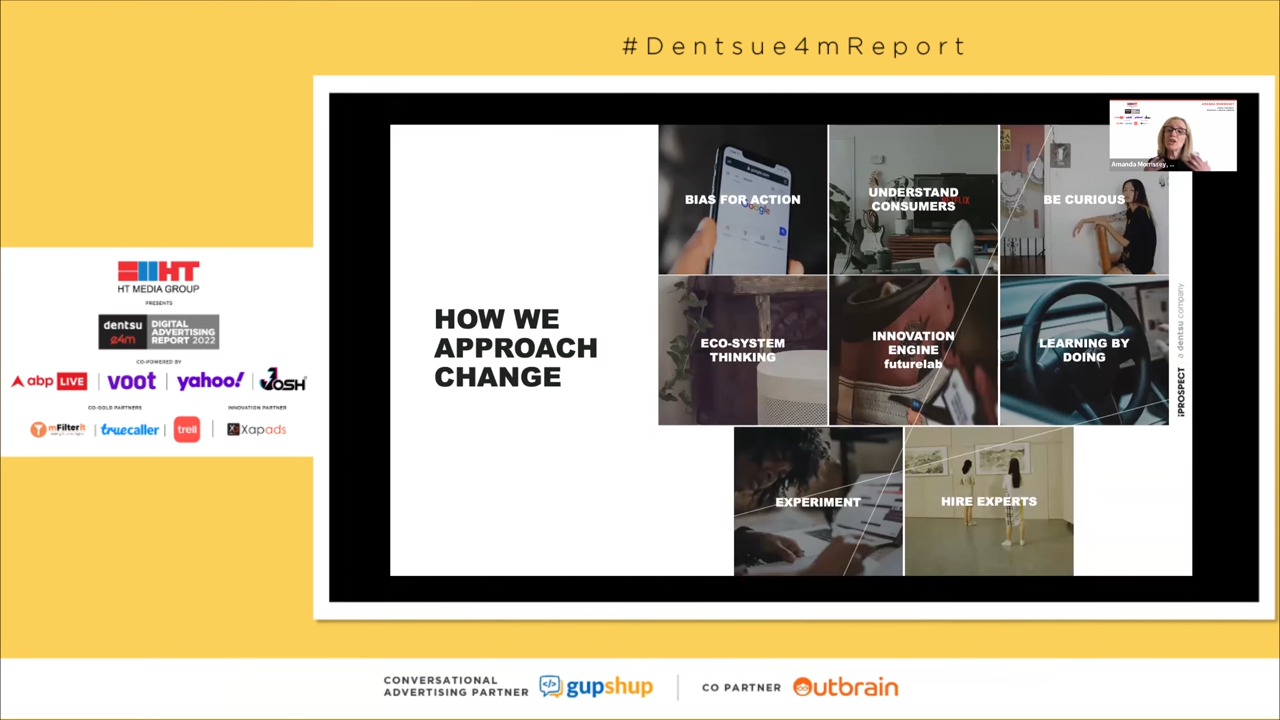 #Dentsue4mReport
HT
HT MEDIA GROUP
PRESENTS
dentsu
e4m
DIGITAL
ADVERTISING
REPORT 2022
CO-POWERED BY
abp LIVE
VOOT
yahoo!
JOSH
CO-GOLD PARTNERS
INNOVATION PARTNER
mFilterIt
truecaller
trell
Xapads
HOW WE
APPROACH
CHANGE
BIAS FOR ACTION
Google
UNDERSTAND
CONSUMERS
NETFLIX
BE CURIOUS
Amanda Morrissey, ...
ECO-SYSTEM
THINKING
INNOVATION
ENGINE
futurelab
LEARNING BY
DOING
EXPERIMENT
HIRE EXPERTS
iPROSPECT a dentsu company
CONVERSATIONAL
ADVERTISING PARTNER
gupshup
CO PARTNER
Outbrain